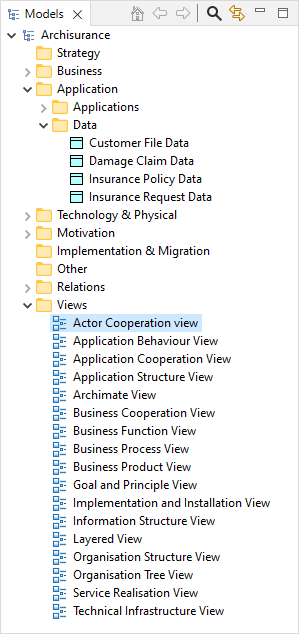 Models
Archisurance
Strategy
Business
Application
Applications
Data
Customer File Data
Damage Claim Data
Insurance Policy Data
Insurance Request Data
Technology & Physical
Motivation
Implementation & Migration
Other
Relations
Views
Actor Cooperation view
Application Behaviour View
Application Cooperation View
Application Structure View
Archimate View
Business Cooperation View
Business Function View
Business Process View
Business Product View
Goal and Principle View
Implementation and Installation View
Information Structure View
Layered View
Organisation Structure View
Organisation Tree View
Service Realisation View
Technical Infrastructure View